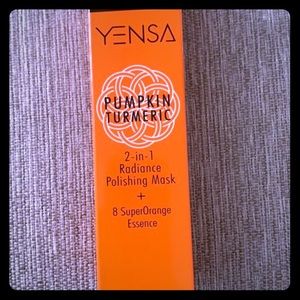 YENSA
PUMPKIN
TURMERIC
2-in-1
Radiance
Polishing Mask
+
8 SuperOrange
Essence